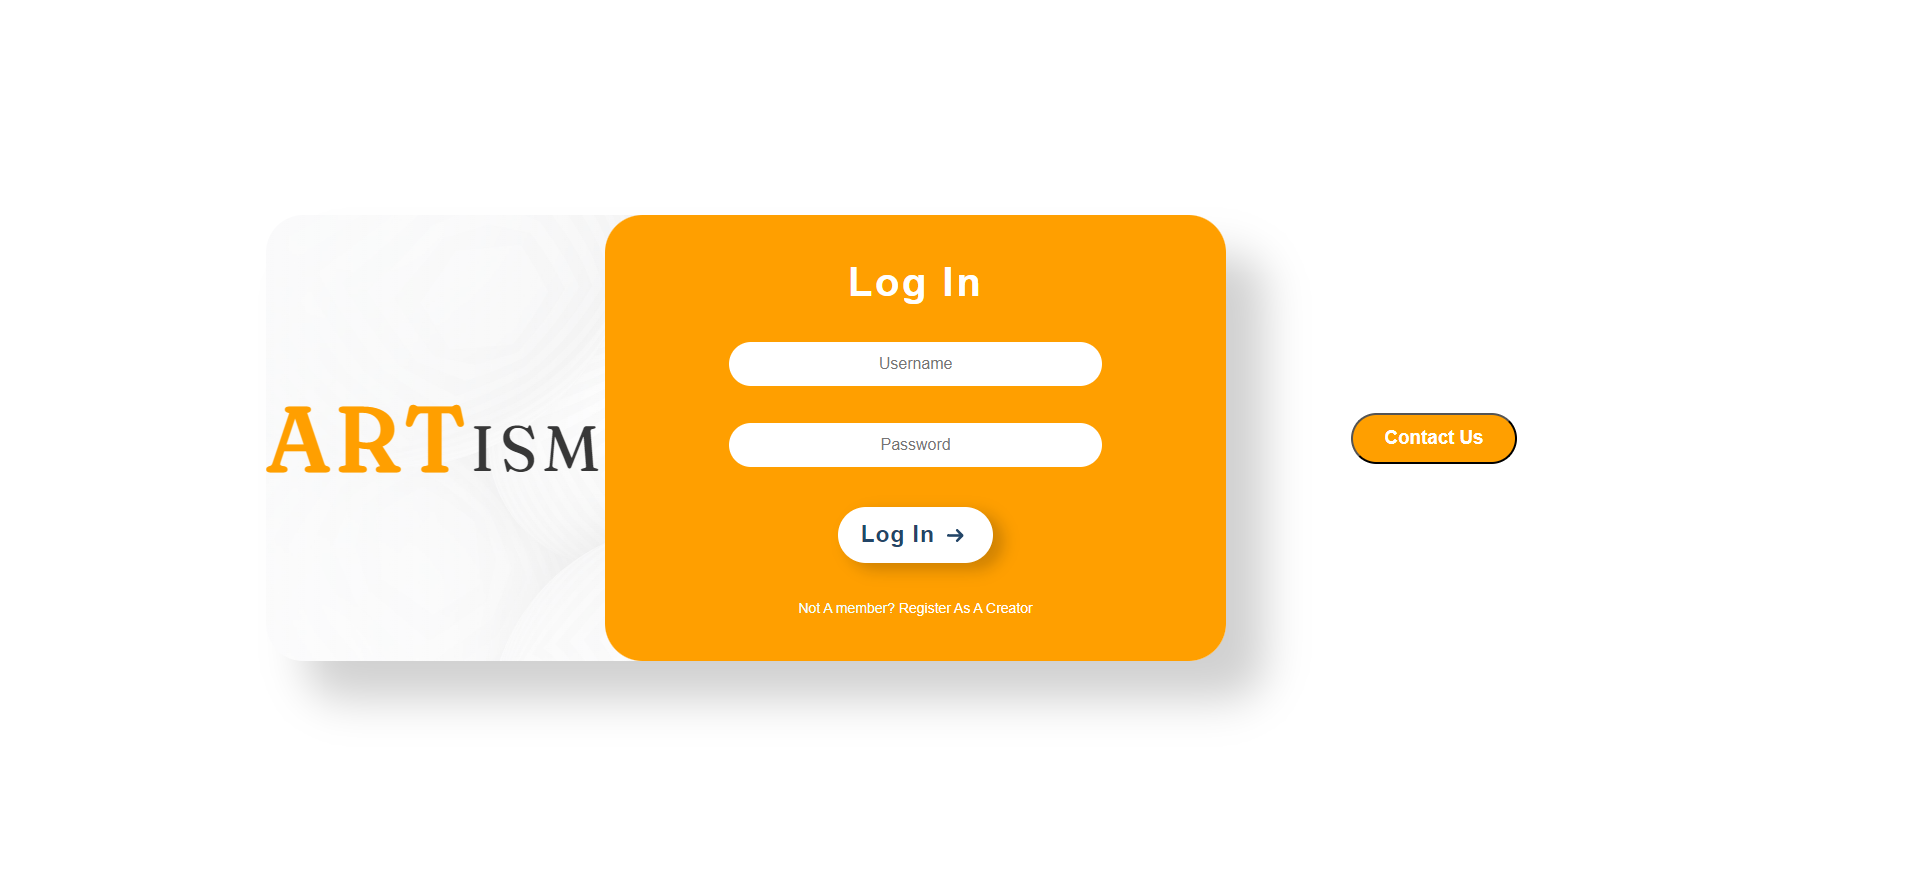 Log In
Username
ARTISM
Password
Contact Us
Log In
Not A member? Register As A Creator